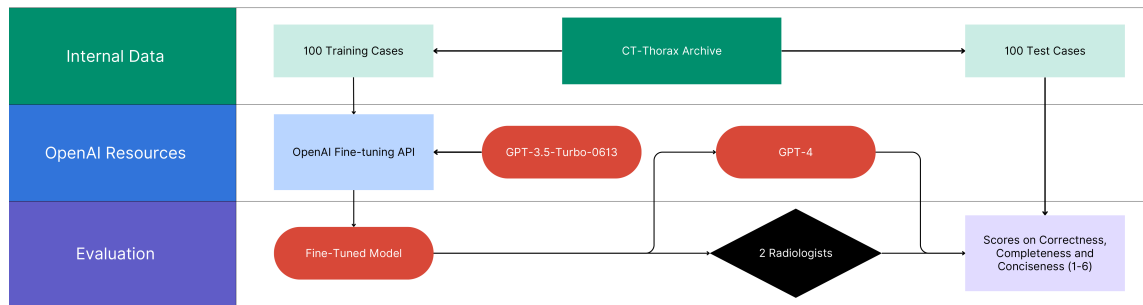 Internal Data
100 Training Cases
CT-Thorax Archive
100 Test Cases
OpenAI Resources
OpenAI Fine-tuning API
GPT-3.5-Turbo-0613
GPT-4
Evaluation
Fine-Tuned Model
2 Radiologists
Scores on Correctness,
Completeness and
Conciseness (1-6)